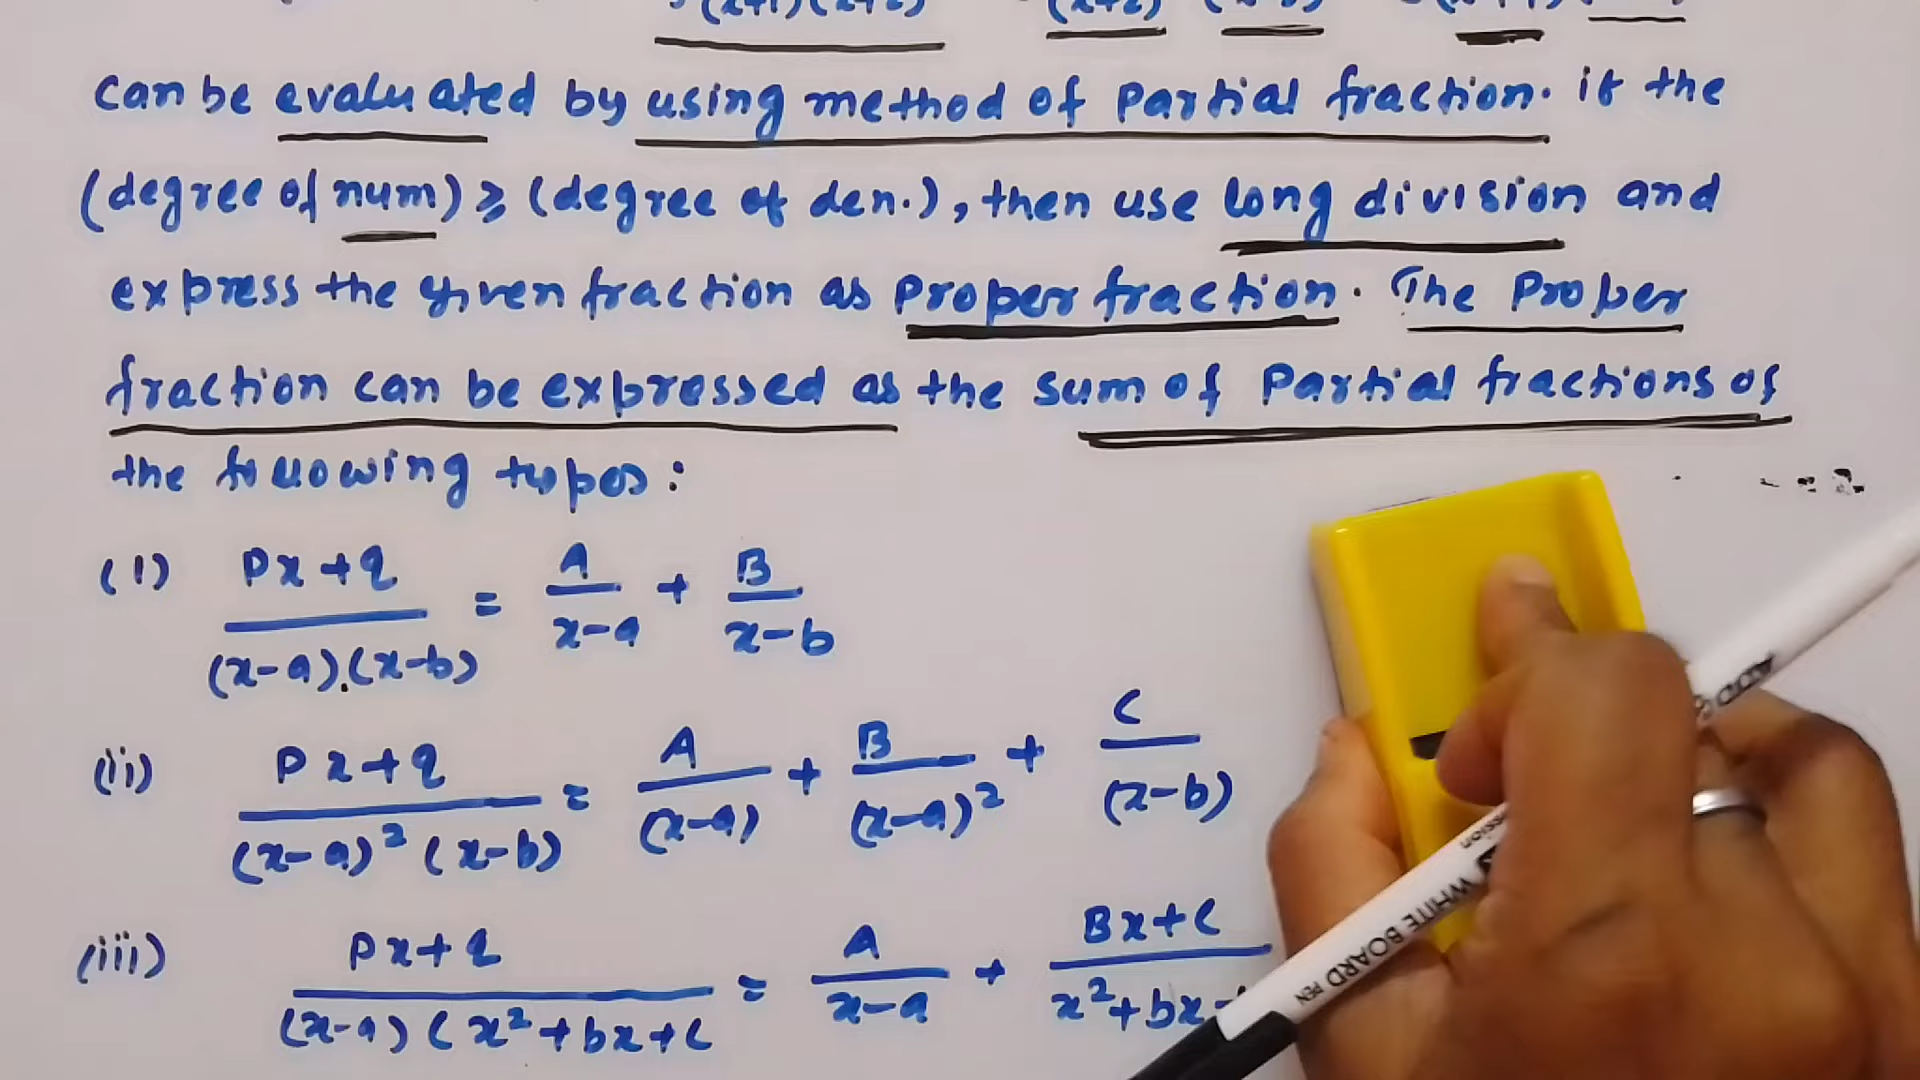 can be evaluated by using method of Partial fraction. if the
(degree of num) ⩾ (degree of den.), then use long division and
express the given fraction as Proper fraction. The Proper
fraction can be expressed as the sum of Partial fractions of
the following types:
(i) Px+q / (x-a).(x-b) = A / x-a + B / x-b
(ii) Px+q / (x-a)² (x-b) = A / (x-a) + B / (x-a)² + C / (x-b)
(iii) Px+q / (x-a) (x²+bx+c = A / x-a + Bx+C / x²+bx
WHITE BOARD PEN